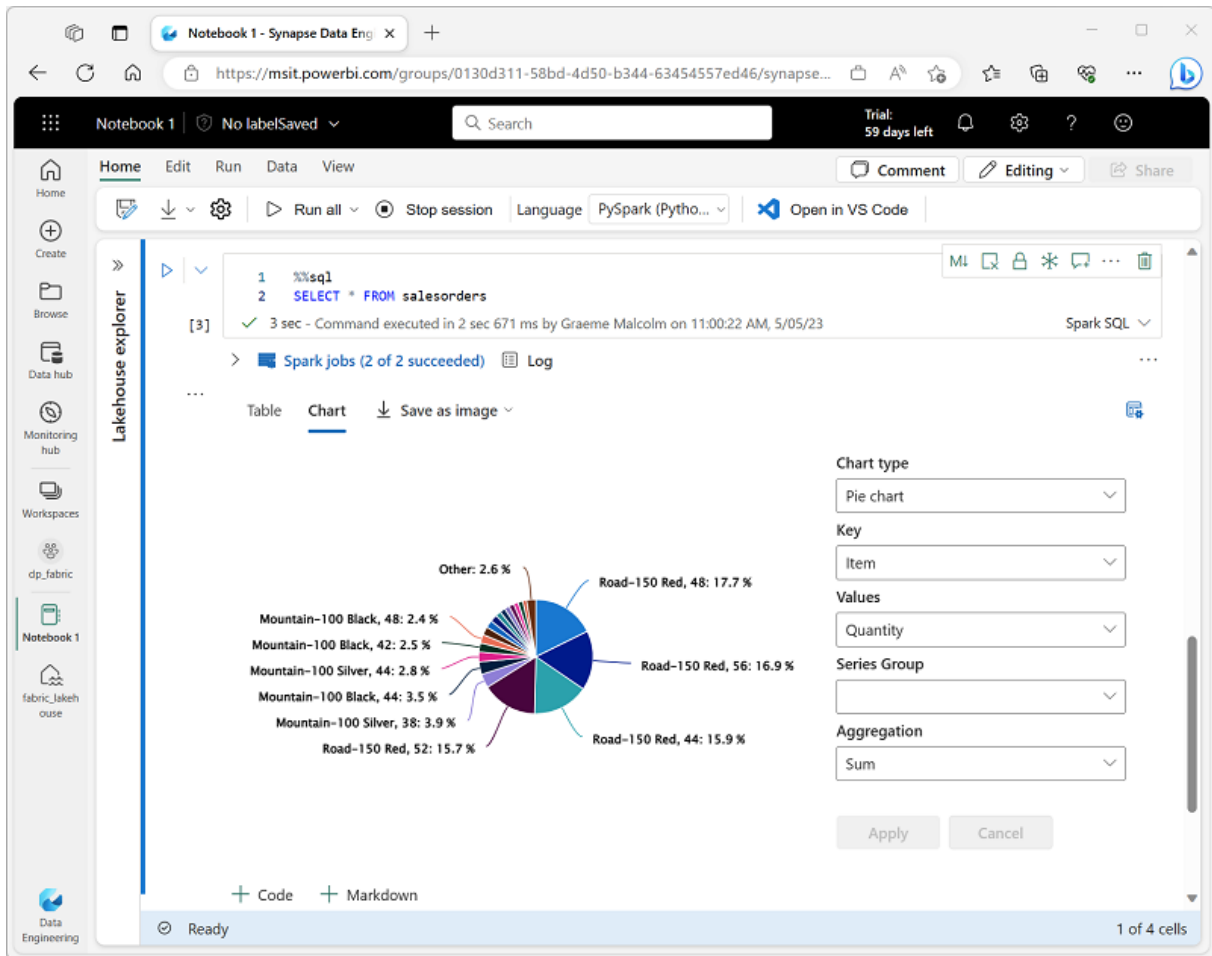 Notebook 1 - Synapse Data Eng
https://msit.powerbi.com/groups/0130d311-58bd-4d50-b344-63454557ed46/synapse...
Notebook 1 No labelSaved Search Trial: 59 days left
Home Edit Run Data View Comment Editing Share
Run all Stop session Language PySpark (Pytho... Open in VS Code
Home
Create
Browse
Data hub
Monitoring
hub
Workspaces
dp_fabric
Notebook 1
fabric_lakeh
ouse
Data
Engineering
Lakehouse explorer
M↓
1 %%sql
2 SELECT * FROM salesorders
[3] 3 sec - Command executed in 2 sec 671 ms by Graeme Malcolm on 11:00:22 AM, 5/05/23 Spark SQL
Spark jobs (2 of 2 succeeded) Log
Table Chart Save as image
Other: 2.6 %
Road-150 Red, 48: 17.7 %
Mountain-100 Black, 48: 2.4 %
Mountain-100 Black, 42: 2.5 %
Road-150 Red, 56: 16.9 %
Mountain-100 Silver, 44: 2.8 %
Mountain-100 Black, 44: 3.5 %
Mountain-100 Silver, 38: 3.9 %
Road-150 Red, 44: 15.9 %
Road-150 Red, 52: 15.7 %
Chart type
Pie chart
Key
Item
Values
Quantity
Series Group
Aggregation
Sum
Apply Cancel
+ Code + Markdown
Ready 1 of 4 cells